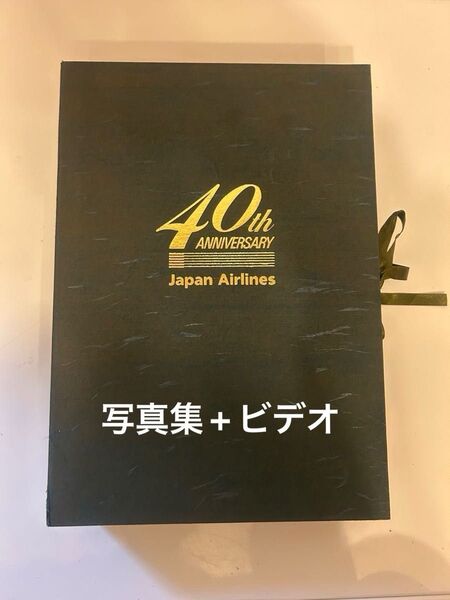 40th
ANNIVERSARY
Japan Airlines
写真集+ビデオ